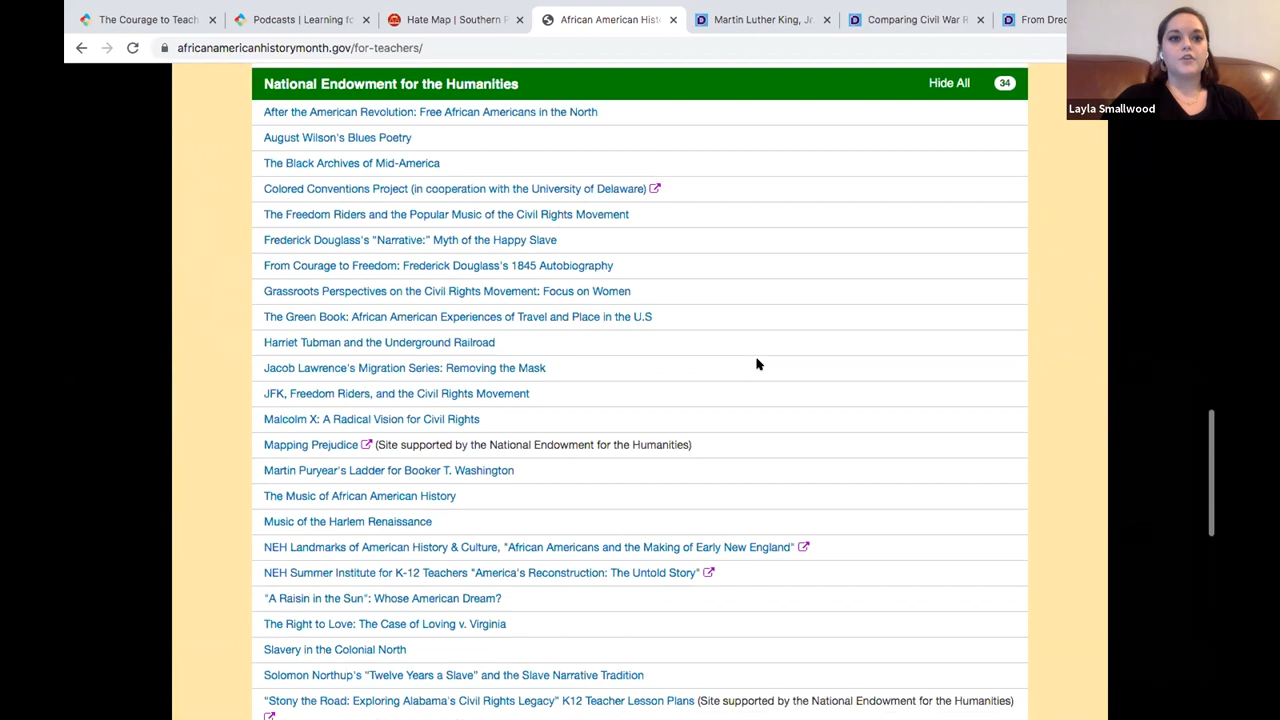 The Courage to Teach
Podcasts | Learning fo
Hate Map | Southern P
African American Hist
Martin Luther King, Jr
Comparing Civil War R
From Dred
africanamericanhistorymonth.gov/for-teachers/
Layla Smallwood
National Endowment for the Humanities Hide All 34
After the American Revolution: Free African Americans in the North
August Wilson's Blues Poetry
The Black Archives of Mid-America
Colored Conventions Project (in cooperation with the University of Delaware)
The Freedom Riders and the Popular Music of the Civil Rights Movement
Frederick Douglass's "Narrative:" Myth of the Happy Slave
From Courage to Freedom: Frederick Douglass's 1845 Autobiography
Grassroots Perspectives on the Civil Rights Movement: Focus on Women
The Green Book: African American Experiences of Travel and Place in the U.S
Harriet Tubman and the Underground Railroad
Jacob Lawrence's Migration Series: Removing the Mask
JFK, Freedom Riders, and the Civil Rights Movement
Malcolm X: A Radical Vision for Civil Rights
Mapping Prejudice (Site supported by the National Endowment for the Humanities)
Martin Puryear's Ladder for Booker T. Washington
The Music of African American History
Music of the Harlem Renaissance
NEH Landmarks of American History & Culture, "African Americans and the Making of Early New England"
NEH Summer Institute for K-12 Teachers "America's Reconstruction: The Untold Story"
"A Raisin in the Sun": Whose American Dream?
The Right to Love: The Case of Loving v. Virginia
Slavery in the Colonial North
Solomon Northup's "Twelve Years a Slave" and the Slave Narrative Tradition
"Stony the Road: Exploring Alabama's Civil Rights Legacy" K12 Teacher Lesson Plans (Site supported by the National Endowment for the Humanities)